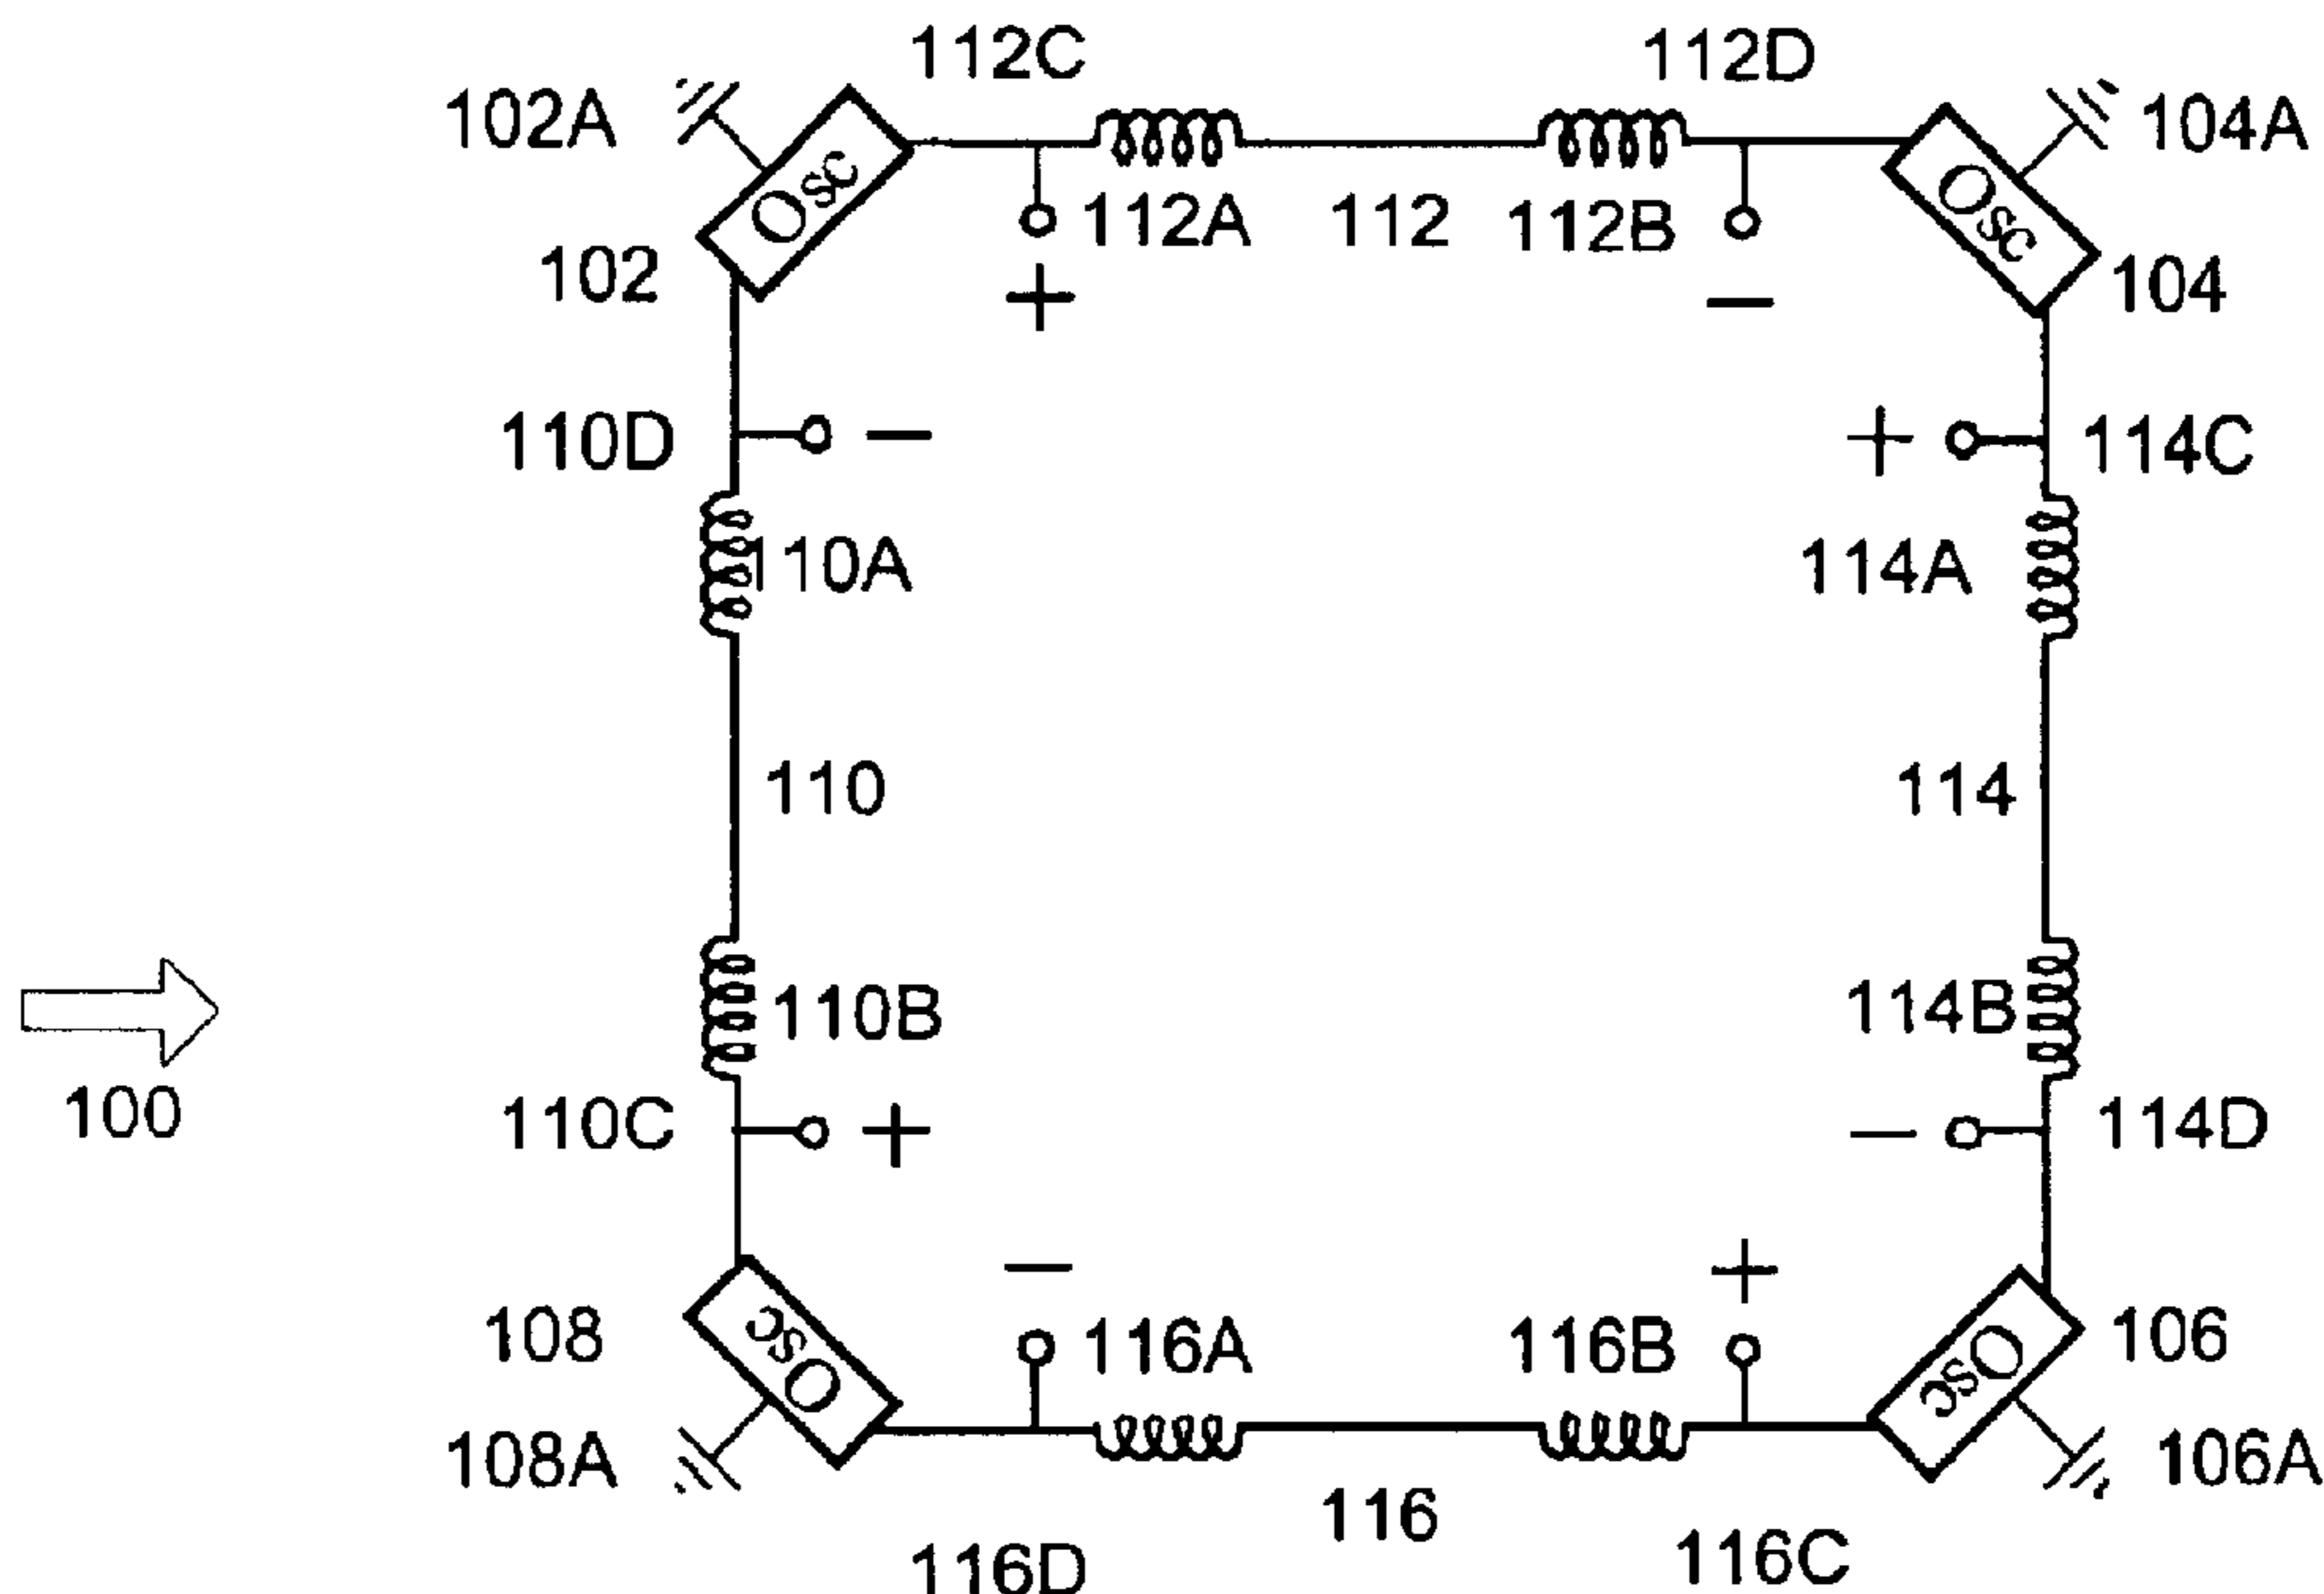 112C 112D
102A 104A
Osc Osc
112A 112 112B
102 104
+ −
110D − + 114C
110A 114A
110 114
110B 114B
100
110C + − 114D
− +
108 Osc 116A 116B Osc 106
108A 106A
116
116D 116C